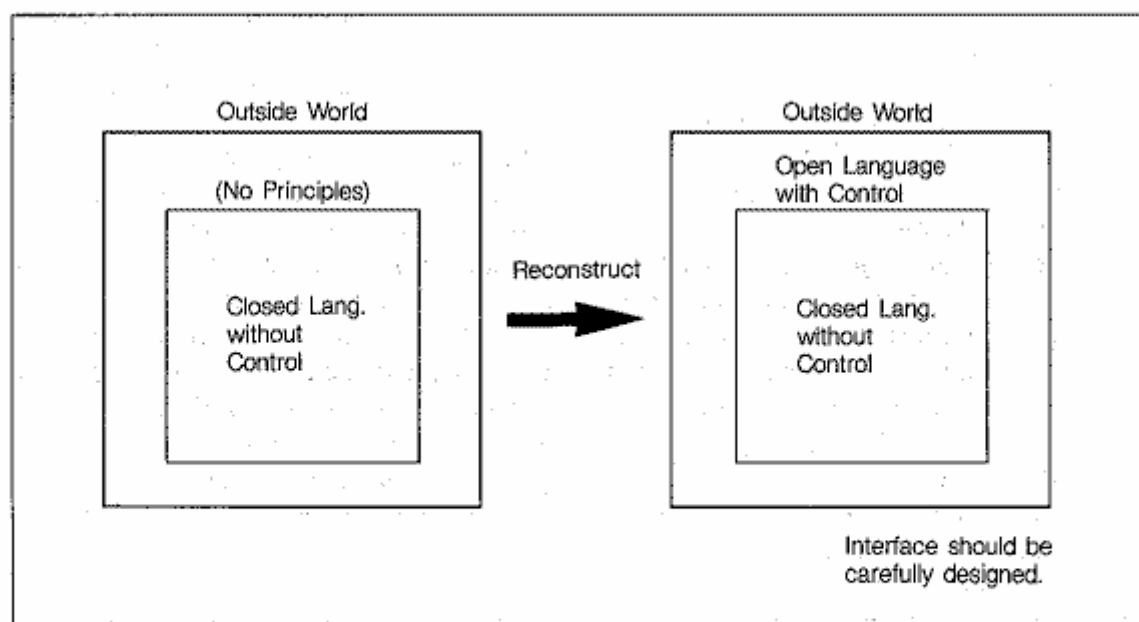 Outside World
(No Principles)
Closed Lang.
without
Control
Reconstruct
Outside World
Open Language
with Control
Closed Lang.
without
Control
Interface should be
carefully designed.